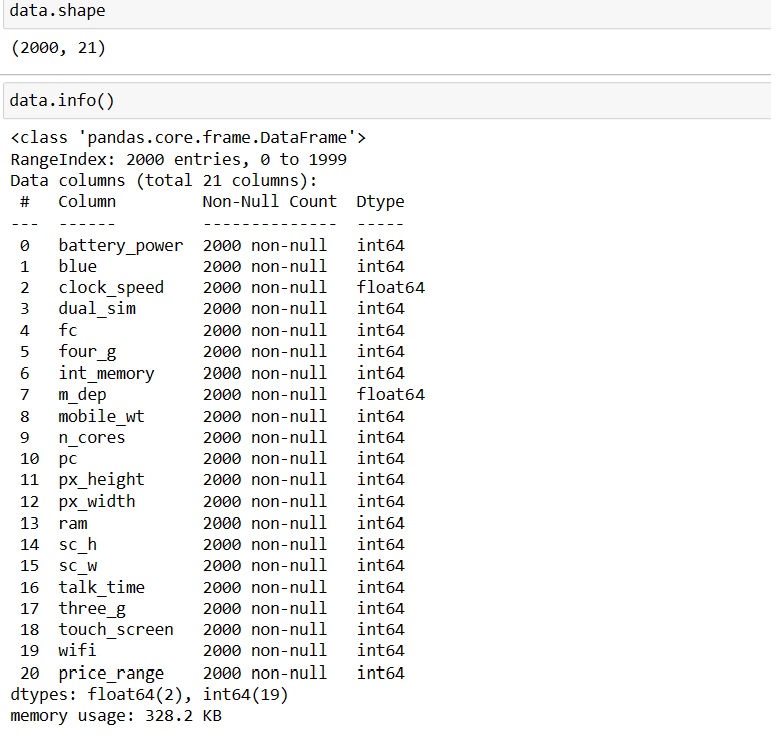 data.shape
(2000, 21)
data.info()
<class 'pandas.core.frame.DataFrame'>
RangeIndex: 2000 entries, 0 to 1999
Data columns (total 21 columns):
 #   Column         Non-Null Count  Dtype
---  ------         --------------  -----
 0   battery_power  2000 non-null   int64
 1   blue           2000 non-null   int64
 2   clock_speed    2000 non-null   float64
 3   dual_sim       2000 non-null   int64
 4   fc             2000 non-null   int64
 5   four_g         2000 non-null   int64
 6   int_memory     2000 non-null   int64
 7   m_dep          2000 non-null   float64
 8   mobile_wt      2000 non-null   int64
 9   n_cores        2000 non-null   int64
 10  pc             2000 non-null   int64
 11  px_height      2000 non-null   int64
 12  px_width       2000 non-null   int64
 13  ram            2000 non-null   int64
 14  sc_h           2000 non-null   int64
 15  sc_w           2000 non-null   int64
 16  talk_time      2000 non-null   int64
 17  three_g        2000 non-null   int64
 18  touch_screen   2000 non-null   int64
 19  wifi           2000 non-null   int64
 20  price_range    2000 non-null   int64
dtypes: float64(2), int64(19)
memory usage: 328.2 KB